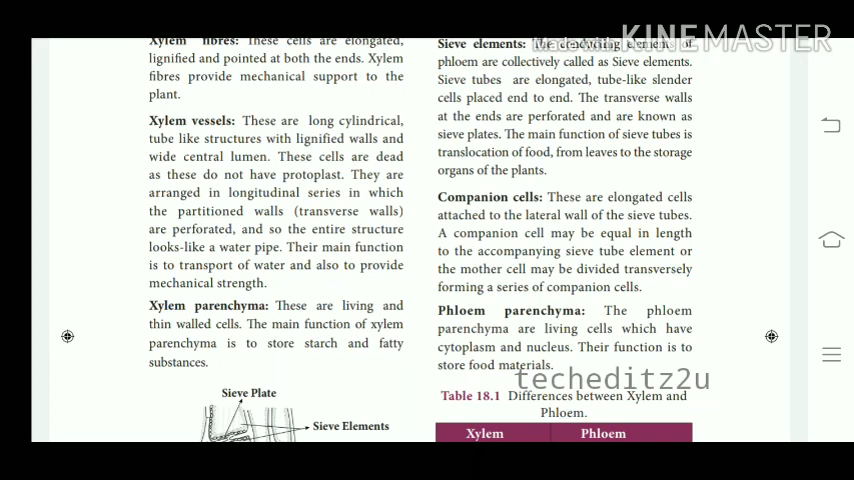 Xylem fibres: These cells are elongated,
lignified and pointed at both the ends. Xylem
fibres provide mechanical support to the
plant.
Xylem vessels: These are long cylindrical,
tube like structures with lignified walls and
wide central lumen. These cells are dead
as these do not have protoplast. They are
arranged in longitudinal series in which
the partitioned walls (transverse walls)
are perforated, and so the entire structure
looks-like a water pipe. Their main function
is to transport of water and also to provide
mechanical strength.
Xylem parenchyma: These are living and
thin walled cells. The main function of xylem
parenchyma is to store starch and fatty
substances.
Sieve Plate
Sieve Elements
Made with KINEMASTER
Sieve elements: The conducting elements of
phloem are collectively called as Sieve elements.
Sieve tubes are elongated, tube-like slender
cells placed end to end. The transverse walls
at the ends are perforated and are known as
sieve plates. The main function of sieve tubes is
translocation of food, from leaves to the storage
organs of the plants.
Companion cells: These are elongated cells
attached to the lateral wall of the sieve tubes.
A companion cell may be equal in length
to the accompanying sieve tube element or
the mother cell may be divided transversely
forming a series of companion cells.
Phloem parenchyma: The phloem
parenchyma are living cells which have
cytoplasm and nucleus. Their function is to
store food materials.
techeditz2u
Table 18.1 Differences between Xylem and
Phloem.
Xylem Phloem